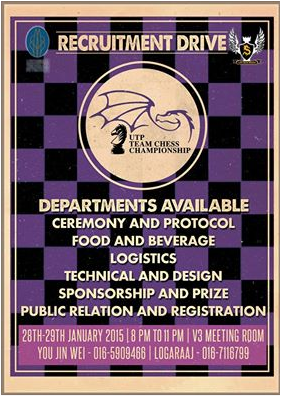 RECRUITMENT DRIVE
UTP
TEAM CHESS
CHAMPIONSHIP
DEPARTMENTS AVAILABLE
CEREMONY AND PROTOCOL
FOOD AND BEVERAGE
LOGISTICS
TECHNICAL AND DESIGN
SPONSORSHIP AND PRIZE
PUBLIC RELATION AND REGISTRATION
28TH-29TH JANUARY 2015 | 8 PM TO 11 PM | V3 MEETING ROOM
YOU JIN WEI - 016-5909466 | LOGARAAJ - 016-7116799